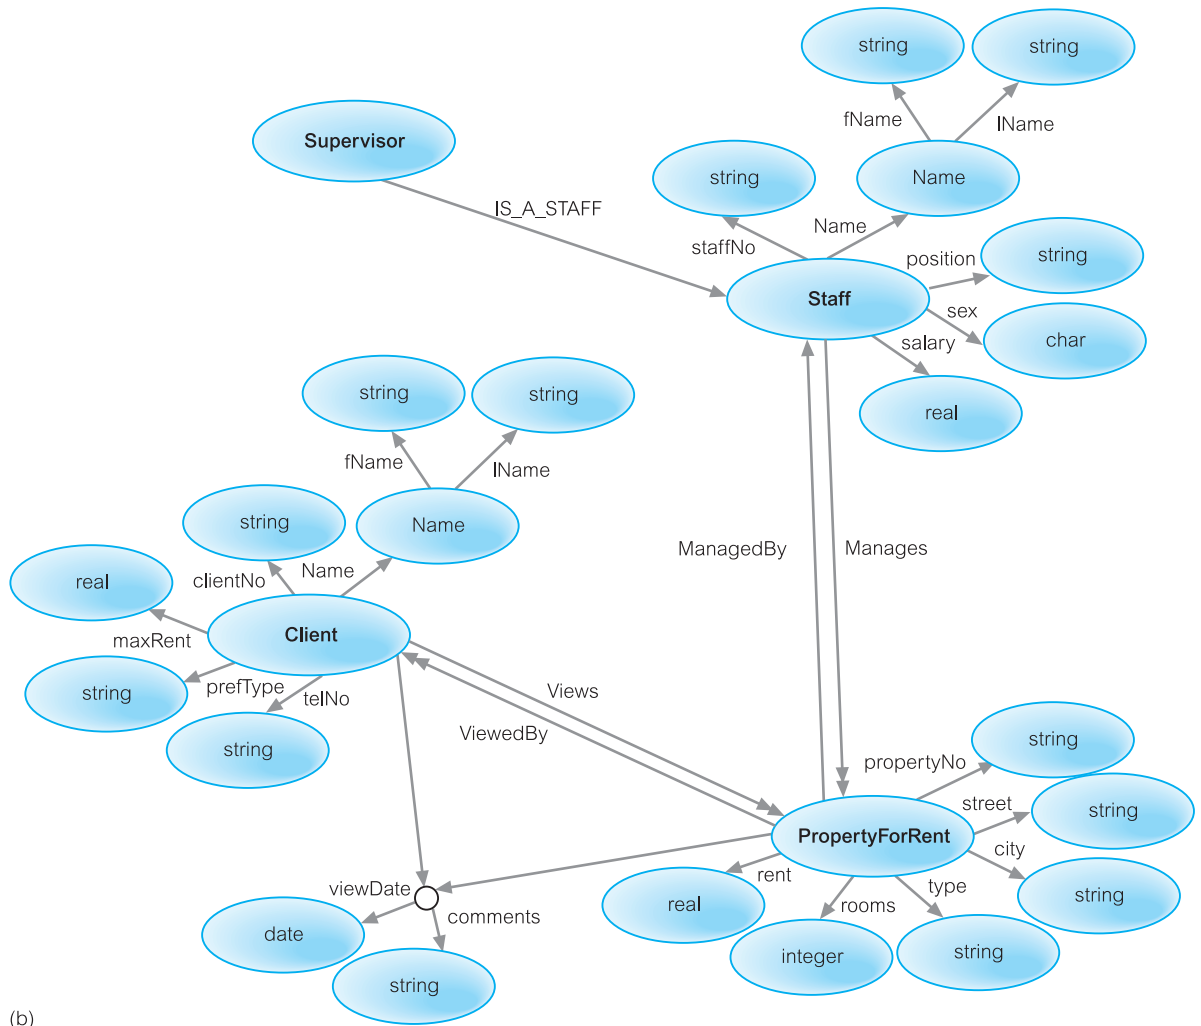 string
string
fName
lName
Supervisor
string
Name
IS_A_STAFF
Name
staffNo
position
string
Staff
sex
salary
char
string
string
real
fName
lName
string
Name
ManagedBy
Manages
real
clientNo
Name
Client
maxRent
string
prefType
telNo
Views
ViewedBy
string
propertyNo
string
street
string
PropertyForRent
city
rent
type
string
viewDate
real
rooms
comments
date
integer
string
string
(b)